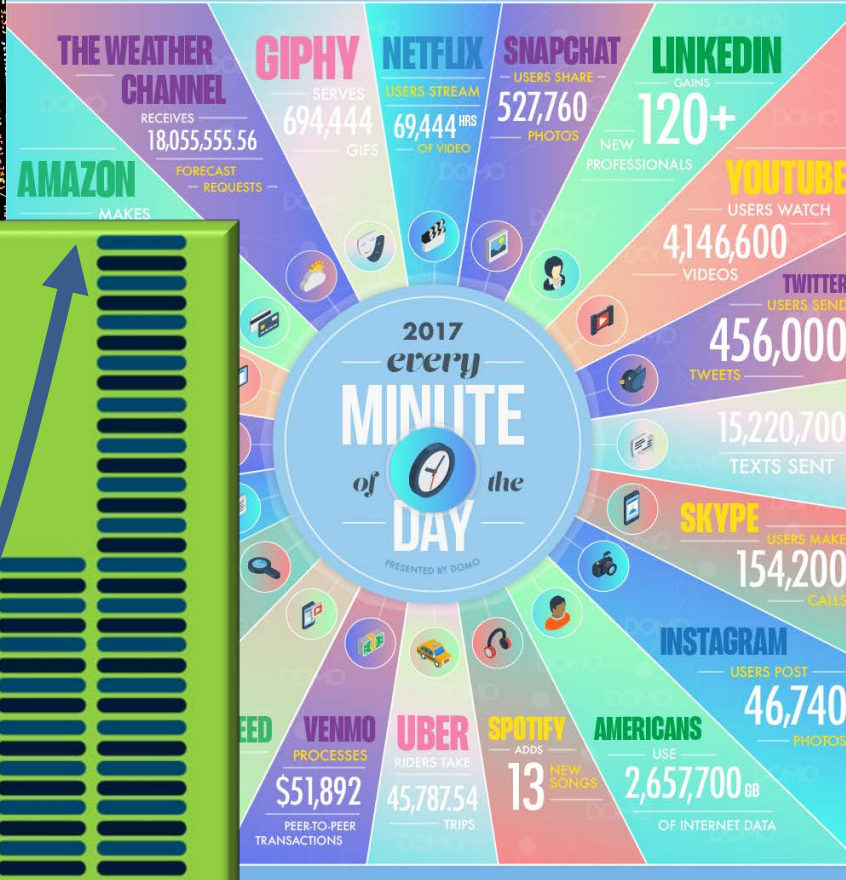 THE WEATHER
CHANNEL
RECEIVES
18,055,555.56
FORECAST
REQUESTS
GIPHY
SERVES
694,444
GIFS
NETFLIX
USERS STREAM
69,444 HRS
OF VIDEO
SNAPCHAT
USERS SHARE
527,760
PHOTOS
LINKEDIN
GAINS
120+
NEW
PROFESSIONALS
AMAZON
MAKES
YOUTUBE
USERS WATCH
4,146,600
VIDEOS
TWITTER
USERS SEND
456,000
TWEETS
15,220,700
TEXTS SENT
SKYPE
USERS MAKE
154,200
CALLS
INSTAGRAM
USERS POST
46,740
PHOTOS
2017
every
MINUTE
of the
DAY
PRESENTED BY DOMO
EED
VENMO
PROCESSES
$51,892
PEER-TO-PEER
TRANSACTIONS
UBER
RIDERS TAKE
45,787.54
TRIPS
SPOTIFY
ADDS
13 NEW
SONGS
AMERICANS
USE
2,657,700 GB
OF INTERNET DATA